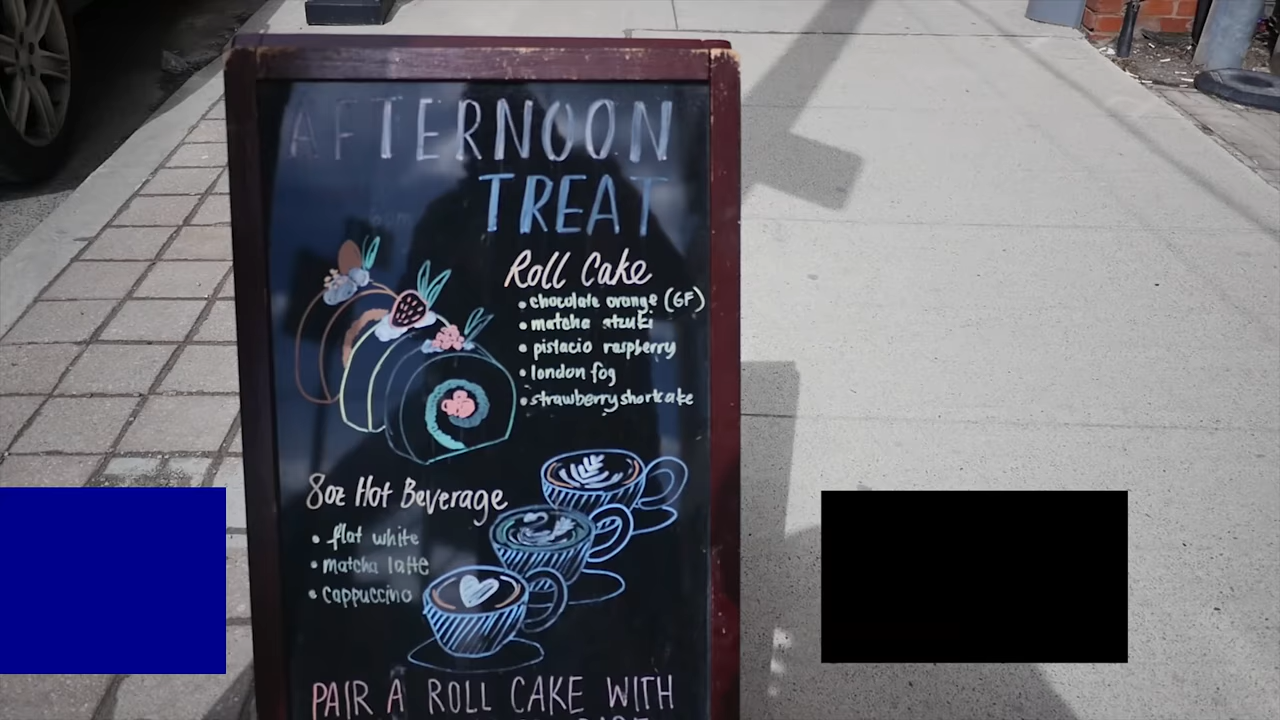 AFTERNOON
TREAT
Roll Cake
• chocolate orange (GF)
• matcha atzuki
• pistacio raspberry
• london fog
• strawberry shortcake
8oz Hot Beverage
• flat white
• matcha latte
• cappuccino
PAIR A ROLL CAKE WITH